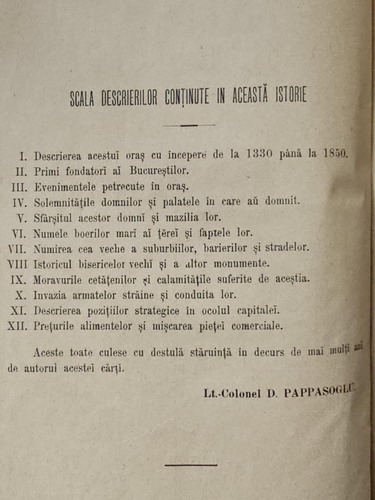 SCALA DESCRIERILOR CONȚINUTE IN ACEASTĂ ISTORIE
I. Descrierea acestuĭ oraș cu începere de la 1330 până la 1850.
II. Primi fondatorĭ aĭ Bucureștilor.
III. Evenimentele petrecute în oraș.
IV. Solemnitățile domnilor și palatele în care aŭ domnit.
V. Sfârșitul acestor domnĭ și mazilia lor.
VI. Numele boerilor marĭ aĭ țěreĭ și faptele lor.
VII. Numirea cea veche a suburbiilor, barierilor și stradelor.
VIII Istoricul bisericelor vechĭ și a altor monumente.
IX. Moravurile cetățenilor și calamitățile suferite de aceștia.
X. Invazia armatelor străine și conduita lor.
XI. Descrierea pozițiilor strategice în ocolul capitaleĭ.
XII. Prețurile alimentelor și mișcarea piețeĭ comerciale.
Aceste toate culese cu destulă stăruință în decurs de maĭ mulțĭ anĭ
de autorul acesteĭ cărțĭ.
Lt.-Colonel D. PAPPASOGLU.